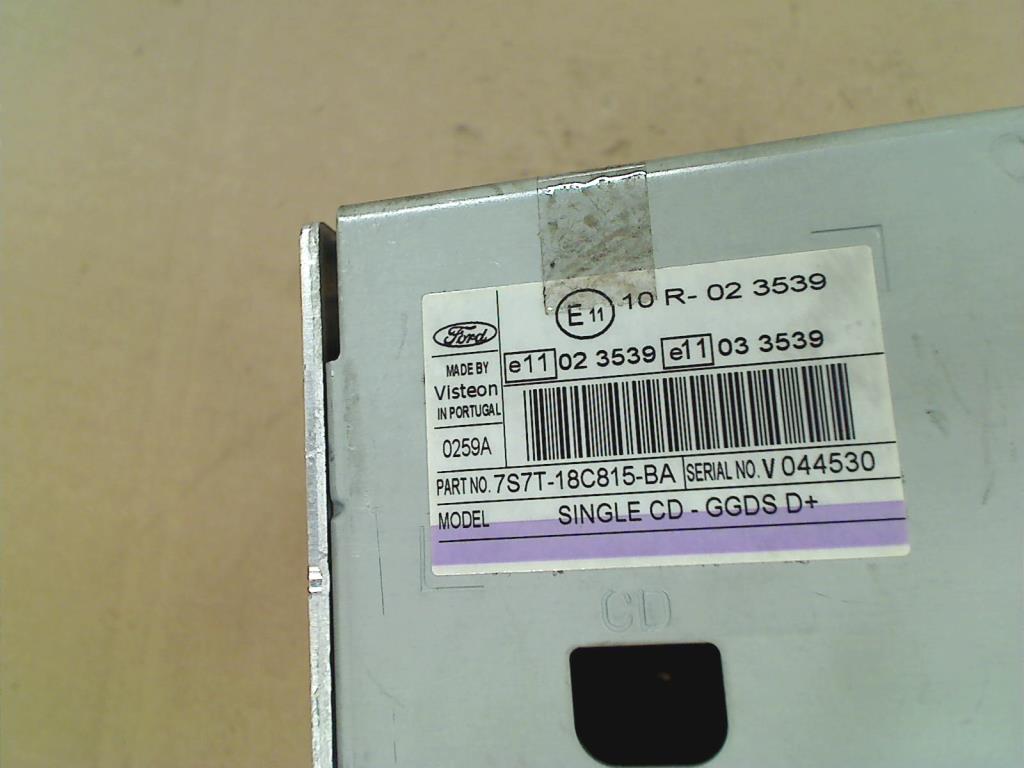 E 11 10 R- 02 3539
Ford
e11 02 3539 e11 03 3539
MADE BY
Visteon
IN PORTUGAL
0259A
PART NO. 7S7T-18C815-BA SERIAL NO. V 044530
MODEL SINGLE CD - GGDS D+
CD